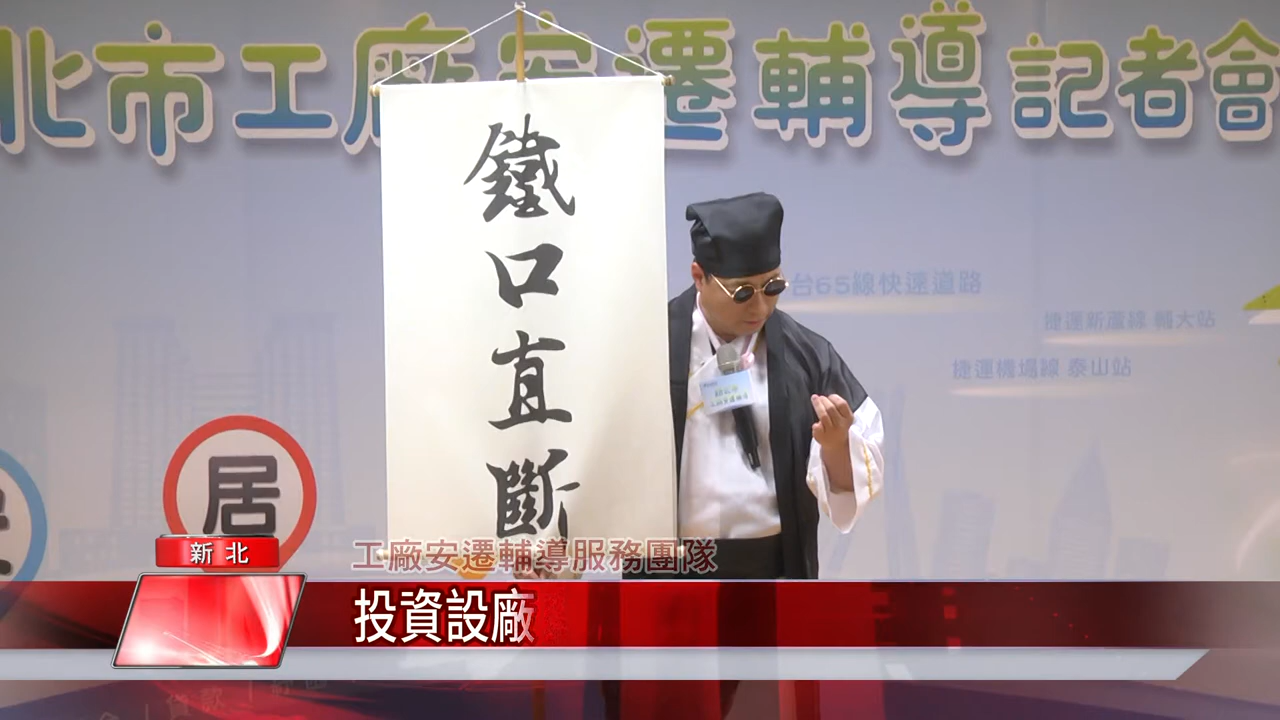 北市工廠安遷輔導記者會
鐵口直斷
台65線快速道路
捷運新蘆線 輔大站
捷運機場線 泰山站
居
新北
工廠安遷輔導服務團隊
投資設廠
貸款